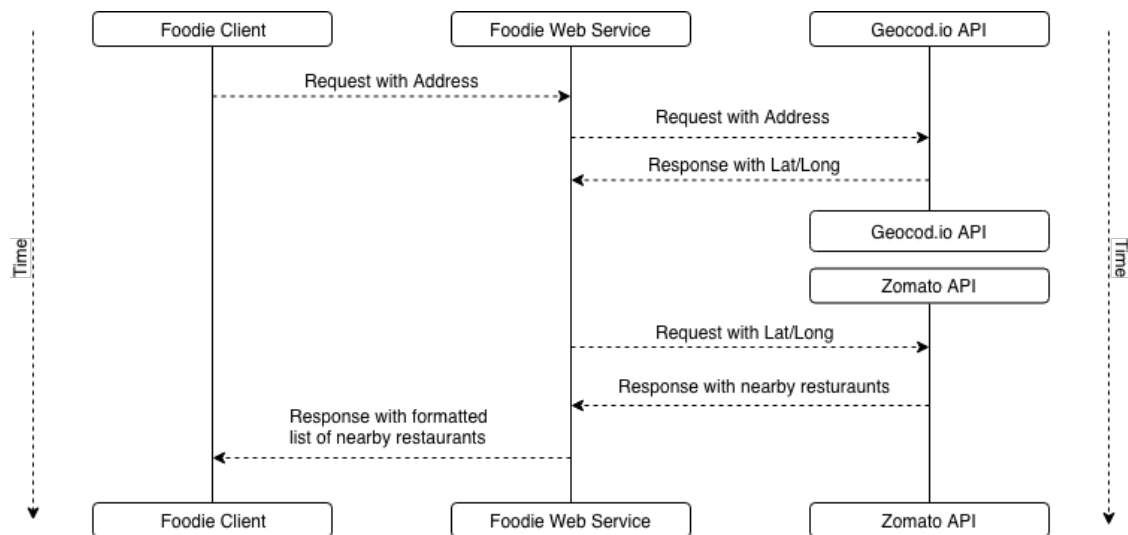 Foodie Client
Foodie Web Service
Geocod.io API
Request with Address
Request with Address
Response with Lat/Long
Geocod.io API
Time
Time
Zomato API
Request with Lat/Long
Response with nearby resturaunts
Response with formatted
list of nearby restaurants
Foodie Client
Foodie Web Service
Zomato API